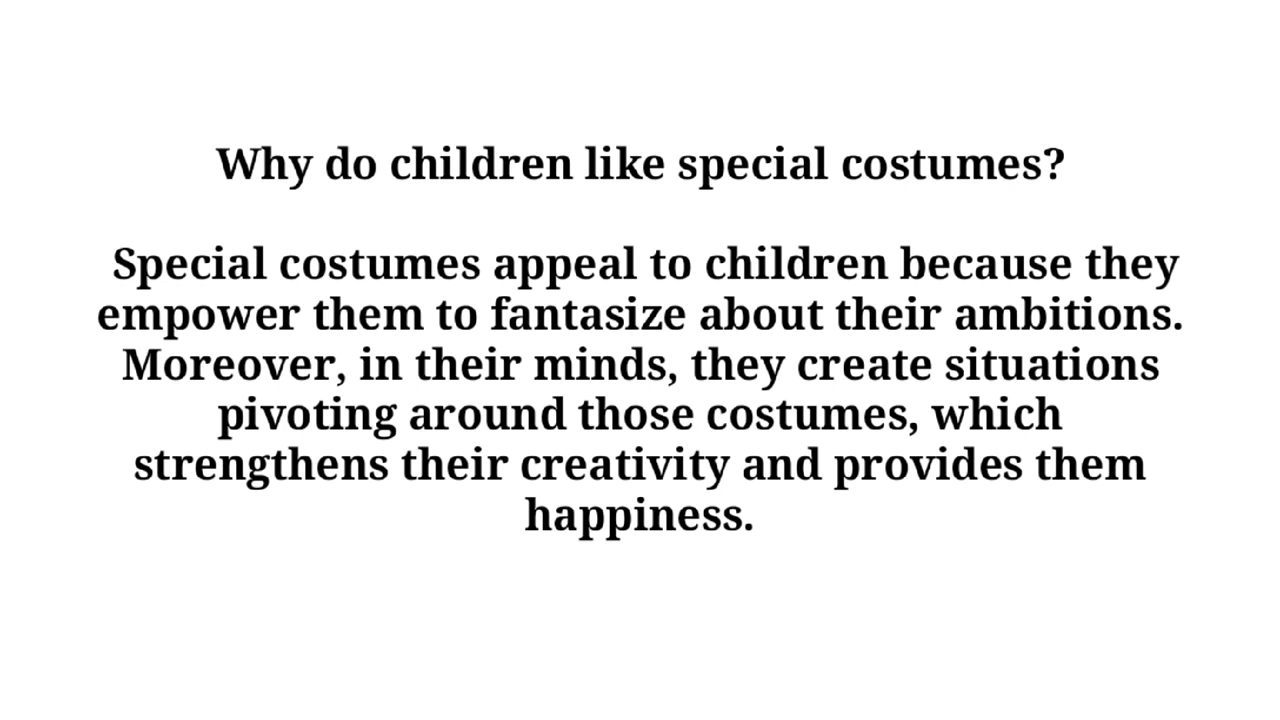 Why do children like special costumes?
Special costumes appeal to children because they
empower them to fantasize about their ambitions.
Moreover, in their minds, they create situations
pivoting around those costumes, which
strengthens their creativity and provides them
happiness.